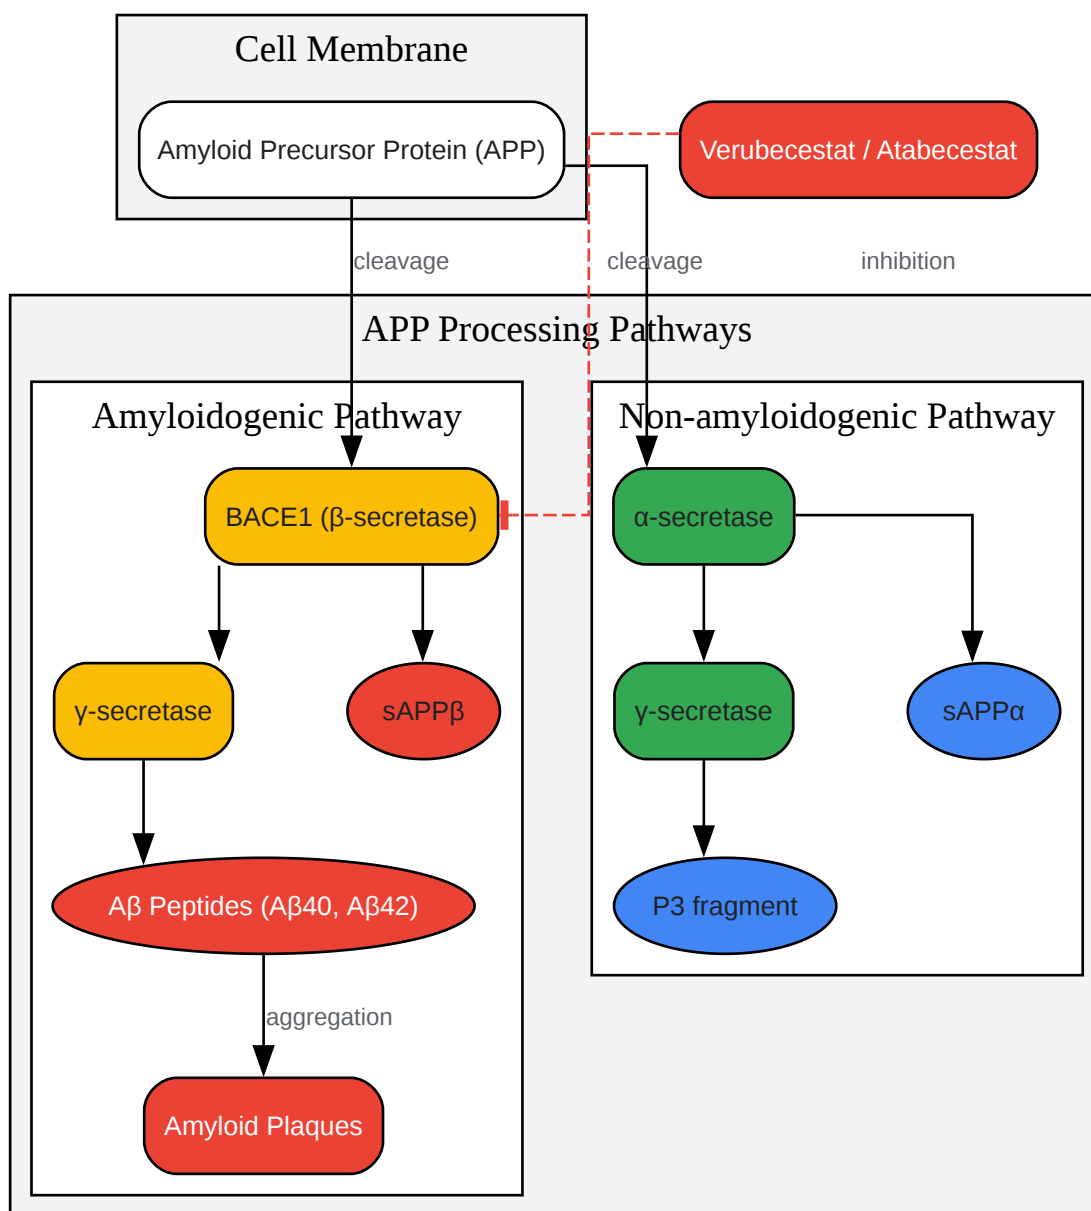 Cell Membrane
Amyloid Precursor Protein (APP)
Verubecestat / Atabecestat
cleavage
cleavage
inhibition
APP Processing Pathways
Amyloidogenic Pathway
Non-amyloidogenic Pathway
BACE1 (β-secretase)
α-secretase
γ-secretase
sAPPβ
γ-secretase
sAPPα
Aβ Peptides (Aβ40, Aβ42)
P3 fragment
aggregation
Amyloid Plaques